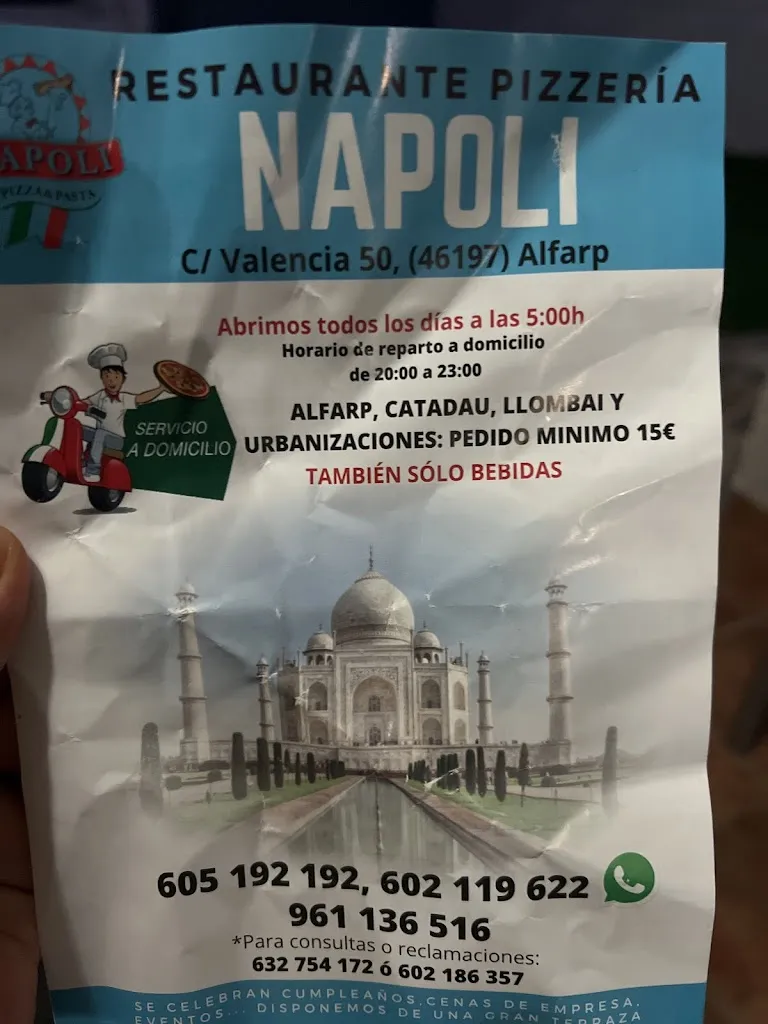 RESTAURANTE PIZZERÍA
NAPOLI
C/ Valencia 50, (46197) Alfarp
APOLI
PIZZA & PASTA
Abrimos todos los días a las 5:00h
Horario de reparto a domicilio
de 20:00 a 23:00
SERVICIO
A DOMICILIO
ALFARP, CATADAU, LLOMBAI Y
URBANIZACIONES: PEDIDO MINIMO 15€
TAMBIÉN SÓLO BEBIDAS
605 192 192, 602 119 622
961 136 516
*Para consultas o reclamaciones:
632 754 172 ó 602 186 357
SE CELEBRAN CUMPLEAÑOS, CENAS DE EMPRESA,
EVENTOS... DISPONEMOS DE UNA GRAN TERRAZA